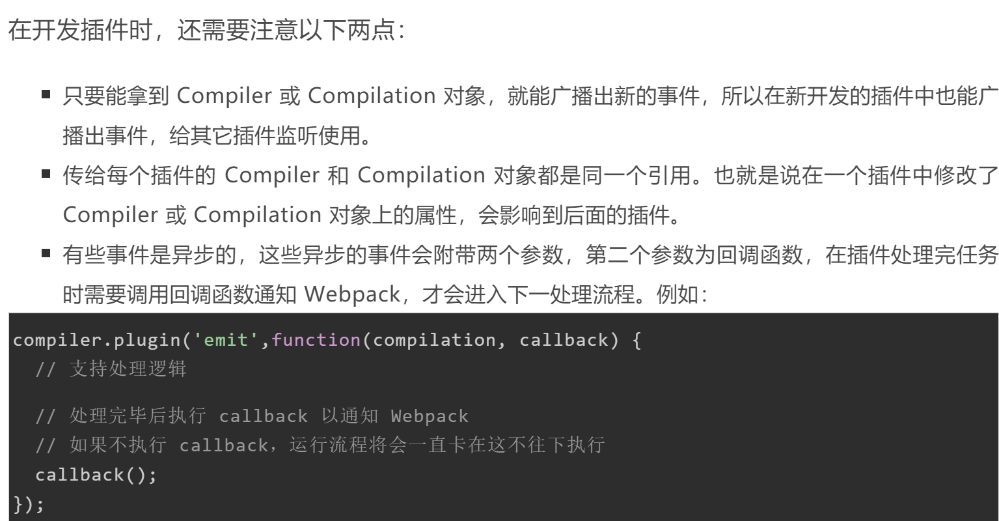 在开发插件时，还需要注意以下两点：
只要能拿到 Compiler 或 Compilation 对象，就能广播出新的事件，所以在新开发的插件中也能广
播出事件，给其它插件监听使用。
传给每个插件的 Compiler 和 Compilation 对象都是同一个引用。也就是说在一个插件中修改了
Compiler 或 Compilation 对象上的属性，会影响到后面的插件。
有些事件是异步的，这些异步的事件会附带两个参数，第二个参数为回调函数，在插件处理完任务
时需要调用回调函数通知 Webpack，才会进入下一处理流程。例如：
compiler.plugin('emit',function(compilation, callback) {
  // 支持处理逻辑
  // 处理完毕后执行 callback 以通知 Webpack
  // 如果不执行 callback，运行流程将会一直卡在这不往下执行
  callback();
});